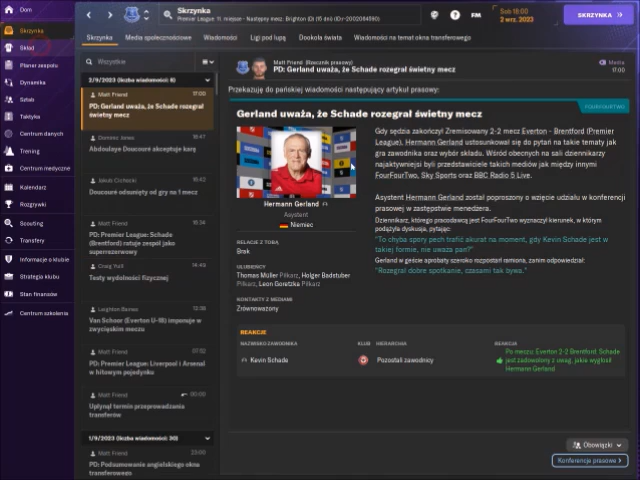 Dom
Skrzynka
Skład
Planer zespołu
Dynamika
Sztab
Taktyka
Centrum danych
Trening
Centrum medyczne
Kalendarz
Rozgrywki
Scouting
Transfery
Informacje o klubie
Strategia klubu
Stan finansów
Centrum szkolenia
Skrzynka
Premier League: 11. miejsce - Następny mecz: Brighton (D) (15 dni)
FM
Sob 18:00
2 wrz. 2023
SKRZYNKA
Skrzynka
Media społecznościowe
Wiadomości
Ligi pod lupą
Dookoła świata
Wiadomości na temat okna transferowego
Wszystkie
2/9/2023 (liczba wiadomości: 8)
Matt Friend 17:00
PD: Gerland uważa, że Schade rozegrał świetny mecz
Dominic Jones 16:47
Abdoulaye Doucouré akceptuje karę
Jakub Cichocki 16:42
Doucouré odsunięty od gry na 1 mecz
Matt Friend 16:34
PD: Premier League: Schade (Brentford) ratuje zespół jako superrezerwowy
Craig Yuill 14:49
Testy wydolności fizycznej
Leighton Baines 12:38
Van Schoor (Everton U-18) imponuje w zwycięskim meczu
Matt Friend 07:52
PD: Premier League: Liverpool i Arsenal w hitowym pojedynku
Matt Friend 00:00
Upłynął termin przeprowadzania transferów
1/9/2023 (liczba wiadomości: 30)
Matt Friend 23:00
PD: Podsumowanie angielskiego okna transferowego
Matt Friend (Rzecznik prasowy)
PD: Gerland uważa, że Schade rozegrał świetny mecz
Media
17:00
Przekazuję do pańskiej wiadomości następujący artykuł prasowy:
FOURFOURTWO
Gerland uważa, że Schade rozegrał świetny mecz
Hermann Gerland
Asystent
Niemiec
RELACJE Z TOBĄ
Brak
ULUBIEŃCY
Thomas Müller Piłkarz, Holger Badstuber Piłkarz, Leon Goretzka Piłkarz
KONTAKTY Z MEDIAMI
Zrównoważony
Gdy sędzia zakończył Zremisowany 2-2 mecz Everton - Brentford (Premier
League), Hermann Gerland ustosunkował się do pytań na takie tematy jak
gra zawodnika oraz wybór składu. Wśród obecnych na sali dziennikarzy
najaktywniejsi byli przedstawiciele takich mediów jak między innymi
FourFourTwo, Sky Sports oraz BBC Radio 5 Live.
Asystent Hermann Gerland został poproszony o wzięcie udziału w konferencji
prasowej w zastępstwie menedżera.
Dziennikarz, którego pracodawcą jest FourFourTwo wyznaczył kierunek, w którym
podążyła dyskusja, pytając:
"To chyba spory pech trafić akurat na moment, gdy Kevin Schade jest w
takiej formie, nie uważa pan?"
Gerland w geście aprobaty szeroko rozpostarł ramiona, zanim odpowiedział:
"Rozegrał dobre spotkanie, czasami tak bywa."
REAKCJE
NAZWISKO ZAWODNIKA
KLUB
HIERARCHIA
REAKCJA
Kevin Schade
Pozostali zawodnicy
Po meczu: Everton 2-2 Brentford: Schade
jest zadowolony z uwag, jakie wygłosił
Hermann Gerland
Obowiązki
Konferencja prasowa